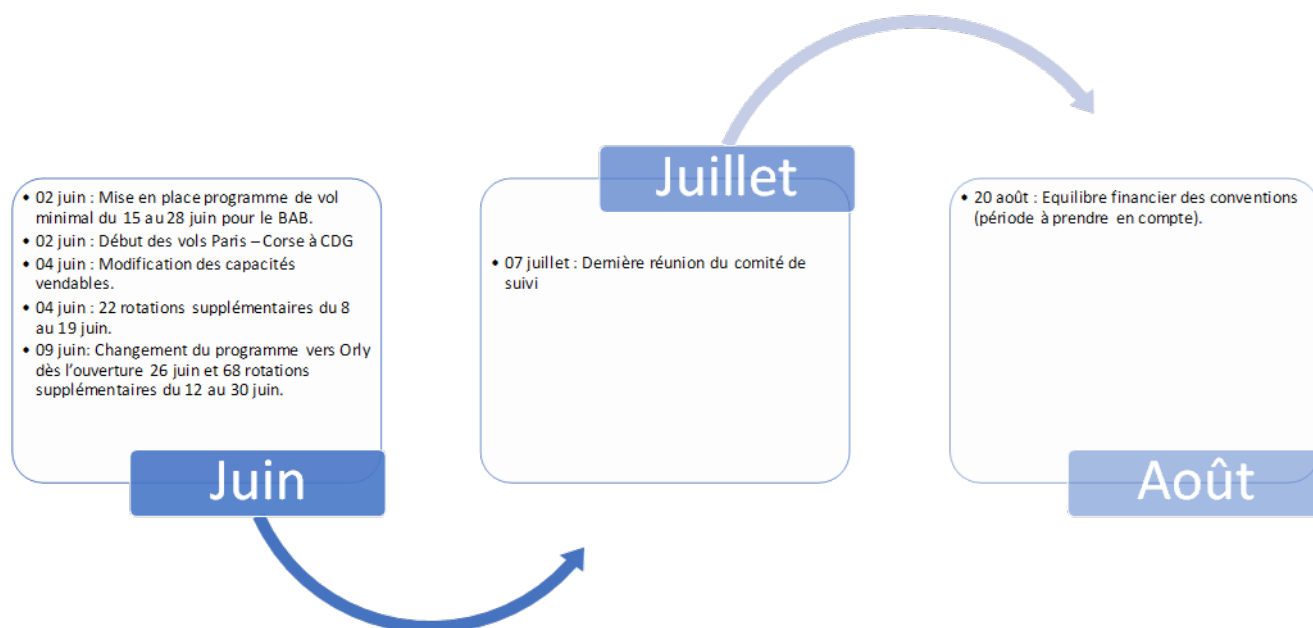 • 02 juin : Mise en place programme de vol
minimal du 15 au 28 juin pour le BAB.
• 02 juin : Début des vols Paris – Corse à CDG
• 04 juin : Modification des capacités
vendables.
• 04 juin : 22 rotations supplémentaires du 8
au 19 juin.
• 09 juin: Changement du programme vers Orly
dès l'ouverture 26 juin et 68 rotations
supplémentaires du 12 au 30 juin.
Juin
Juillet
• 07 juillet : Dernière réunion du comité de
suivi
• 20 août : Equilibre financier des conventions
(période à prendre en compte).
Août